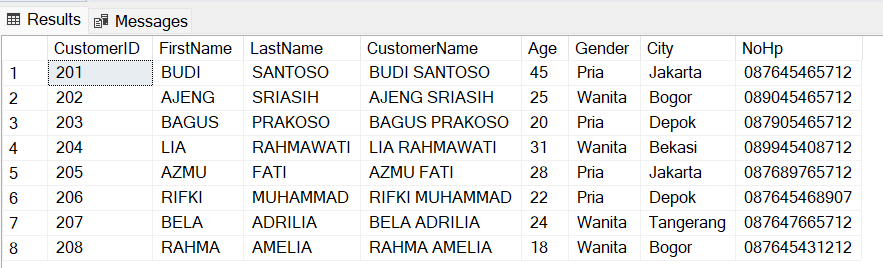 Results Messages
CustomerID FirstName LastName CustomerName Age Gender City NoHp
1 201 BUDI SANTOSO BUDI SANTOSO 45 Pria Jakarta 087645465712
2 202 AJENG SRIASIH AJENG SRIASIH 25 Wanita Bogor 089045465712
3 203 BAGUS PRAKOSO BAGUS PRAKOSO 20 Pria Depok 087905465712
4 204 LIA RAHMAWATI LIA RAHMAWATI 31 Wanita Bekasi 089945408712
5 205 AZMU FATI AZMU FATI 28 Pria Jakarta 087689765712
6 206 RIFKI MUHAMMAD RIFKI MUHAMMAD 22 Pria Depok 087645468907
7 207 BELA ADRILIA BELA ADRILIA 24 Wanita Tangerang 087647665712
8 208 RAHMA AMELIA RAHMA AMELIA 18 Wanita Bogor 087645431212